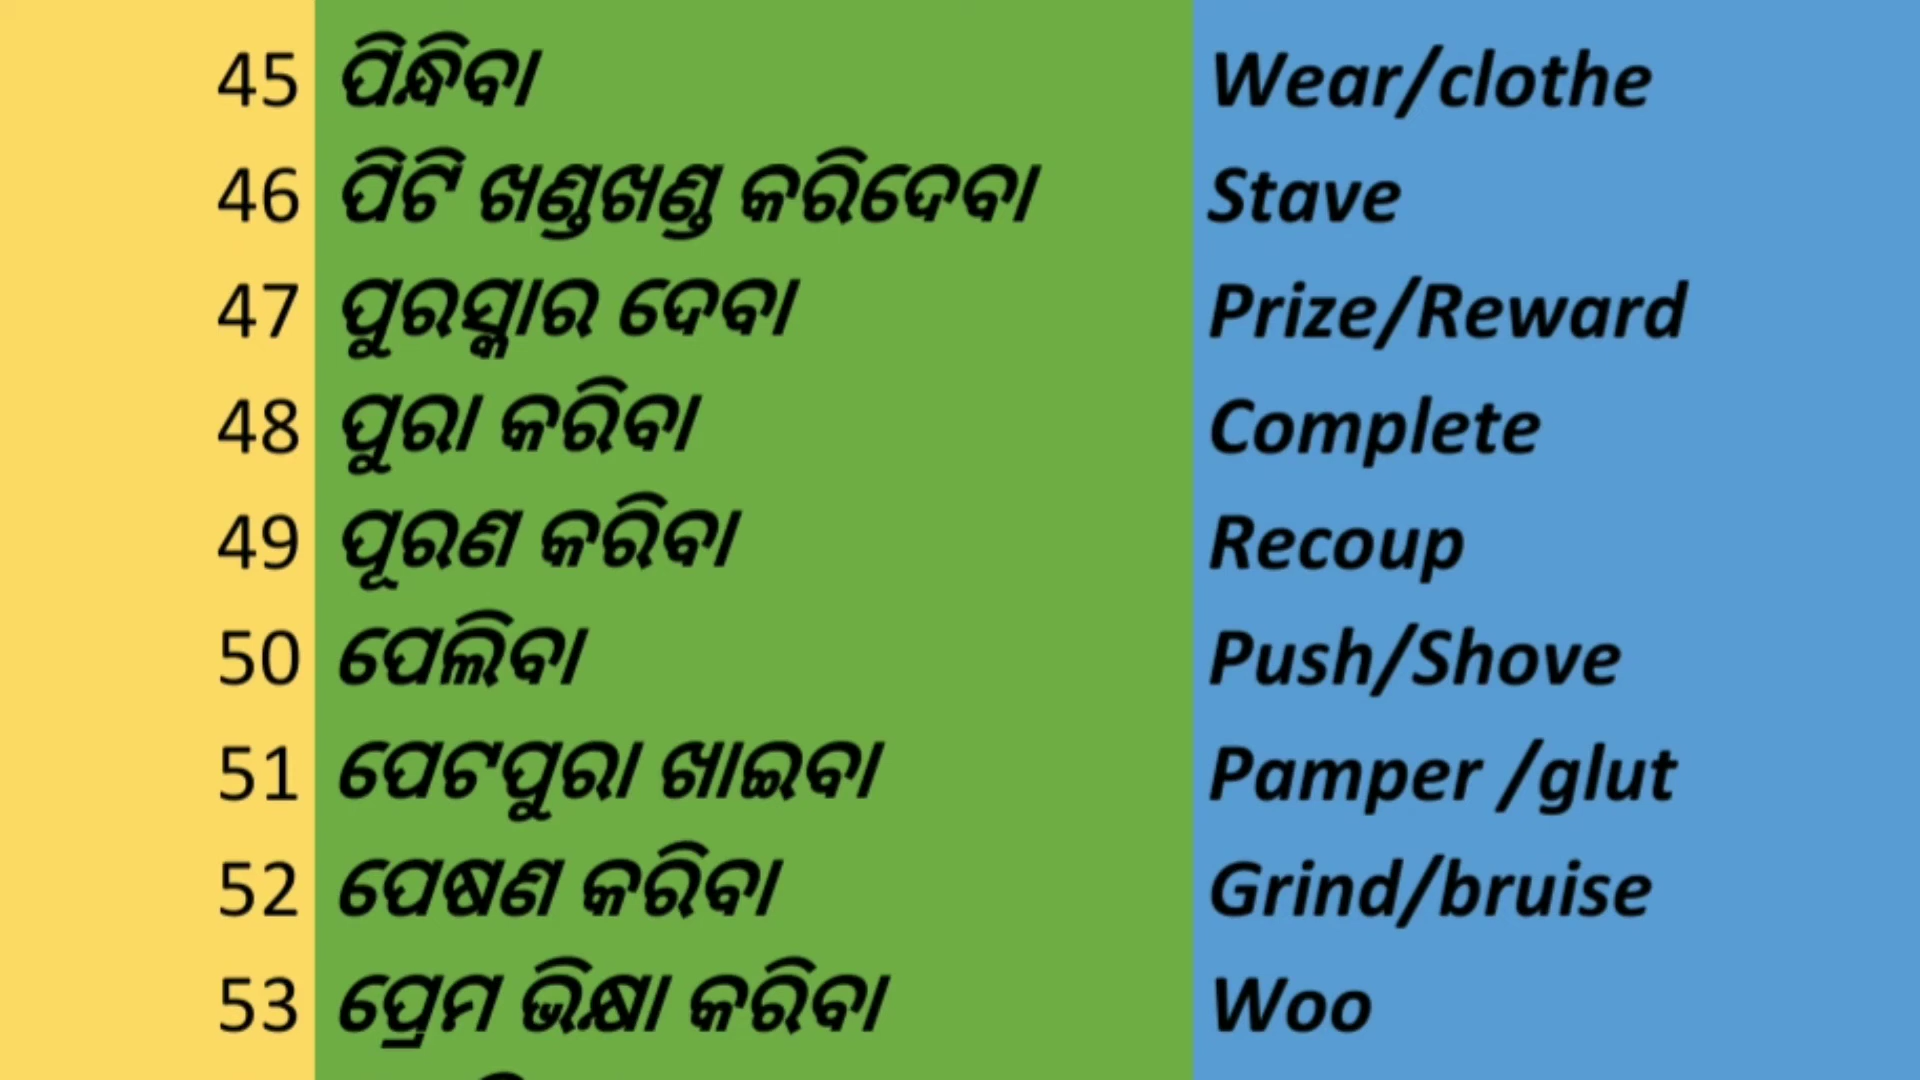 45 ପିନ୍ଧିବା Wear/clothe
46 ପିଟି ଖଣ୍ଡଖଣ୍ଡ କରିଦେବା Stave
47 ପୁରସ୍କାର ଦେବା Prize/Reward
48 ପୁରା କରିବା Complete
49 ପୂରଣ କରିବା Recoup
50 ପେଲିବା Push/Shove
51 ପେଟପୁରା ଖାଇବା Pamper /glut
52 ପେଷଣ କରିବା Grind/bruise
53 ପ୍ରେମ ଭିକ୍ଷା କରିବା Woo